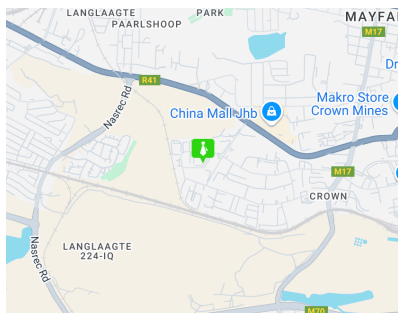 LANGLAAGTE
PAARLSHOOP
PARK
MAYFAI
M17
R41
Nasrec Rd
China Mall Jhb
Dr
Makro Store
Crown Mines
M17
CROWN
Nasrec Rd
LANGLAAGTE
224-IQ
M70